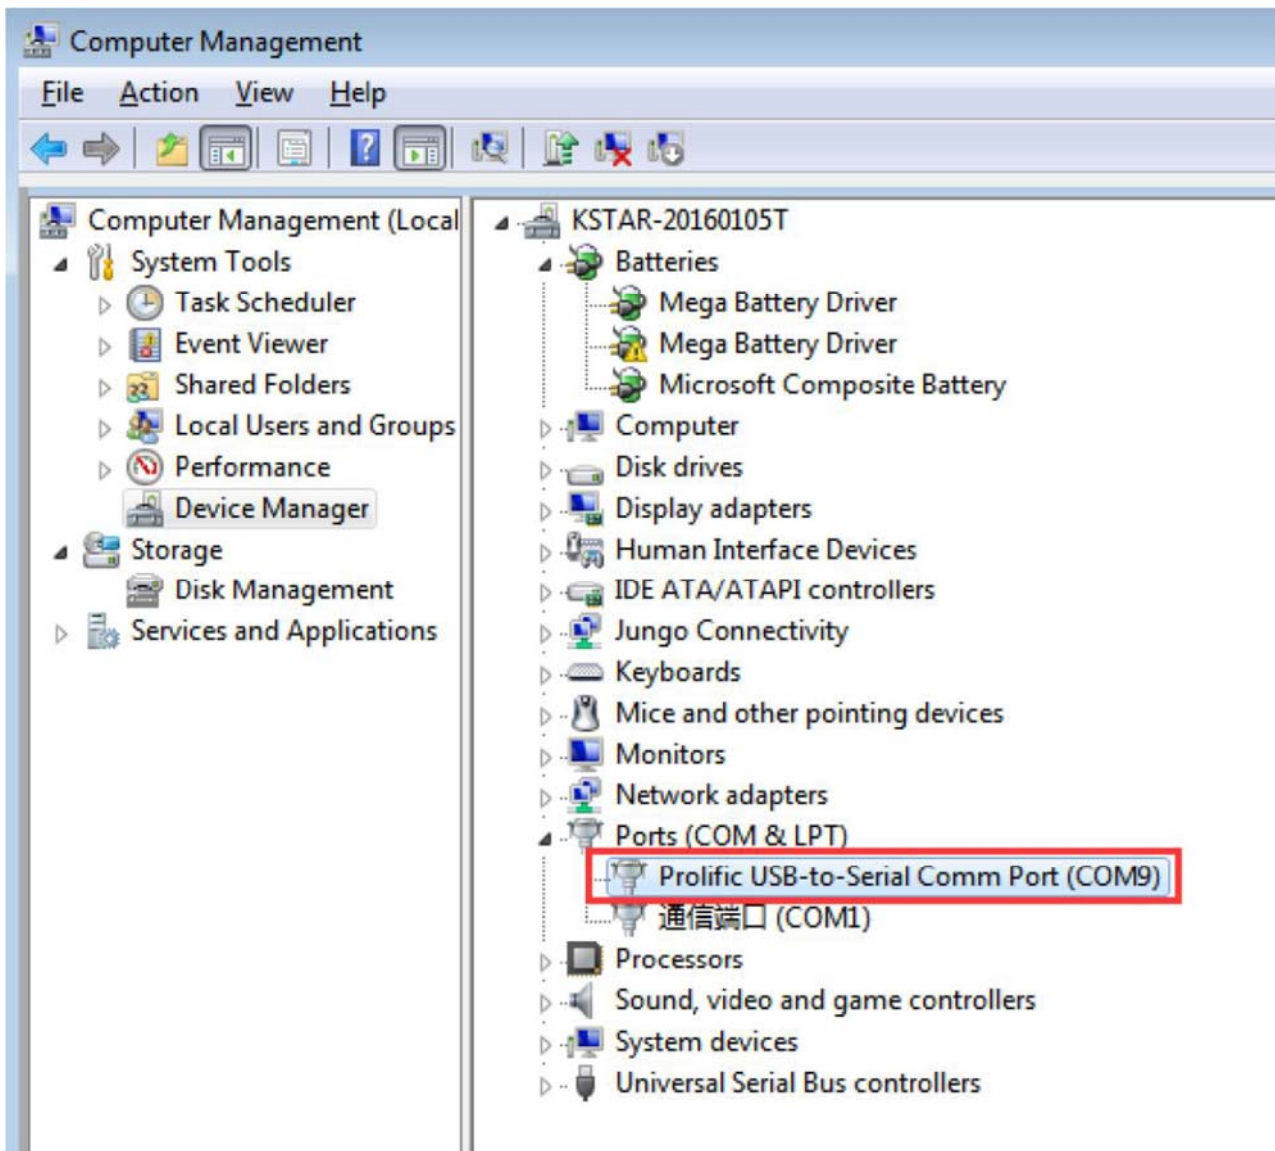 Computer Management
File Action View Help
Computer Management (Local
System Tools
Task Scheduler
Event Viewer
Shared Folders
Local Users and Groups
Performance
Device Manager
Storage
Disk Management
Services and Applications
KSTAR-20160105T
Batteries
Mega Battery Driver
Mega Battery Driver
Microsoft Composite Battery
Computer
Disk drives
Display adapters
Human Interface Devices
IDE ATA/ATAPI controllers
Jungo Connectivity
Keyboards
Mice and other pointing devices
Monitors
Network adapters
Ports (COM & LPT)
Prolific USB-to-Serial Comm Port (COM9)
通信端口 (COM1)
Processors
Sound, video and game controllers
System devices
Universal Serial Bus controllers